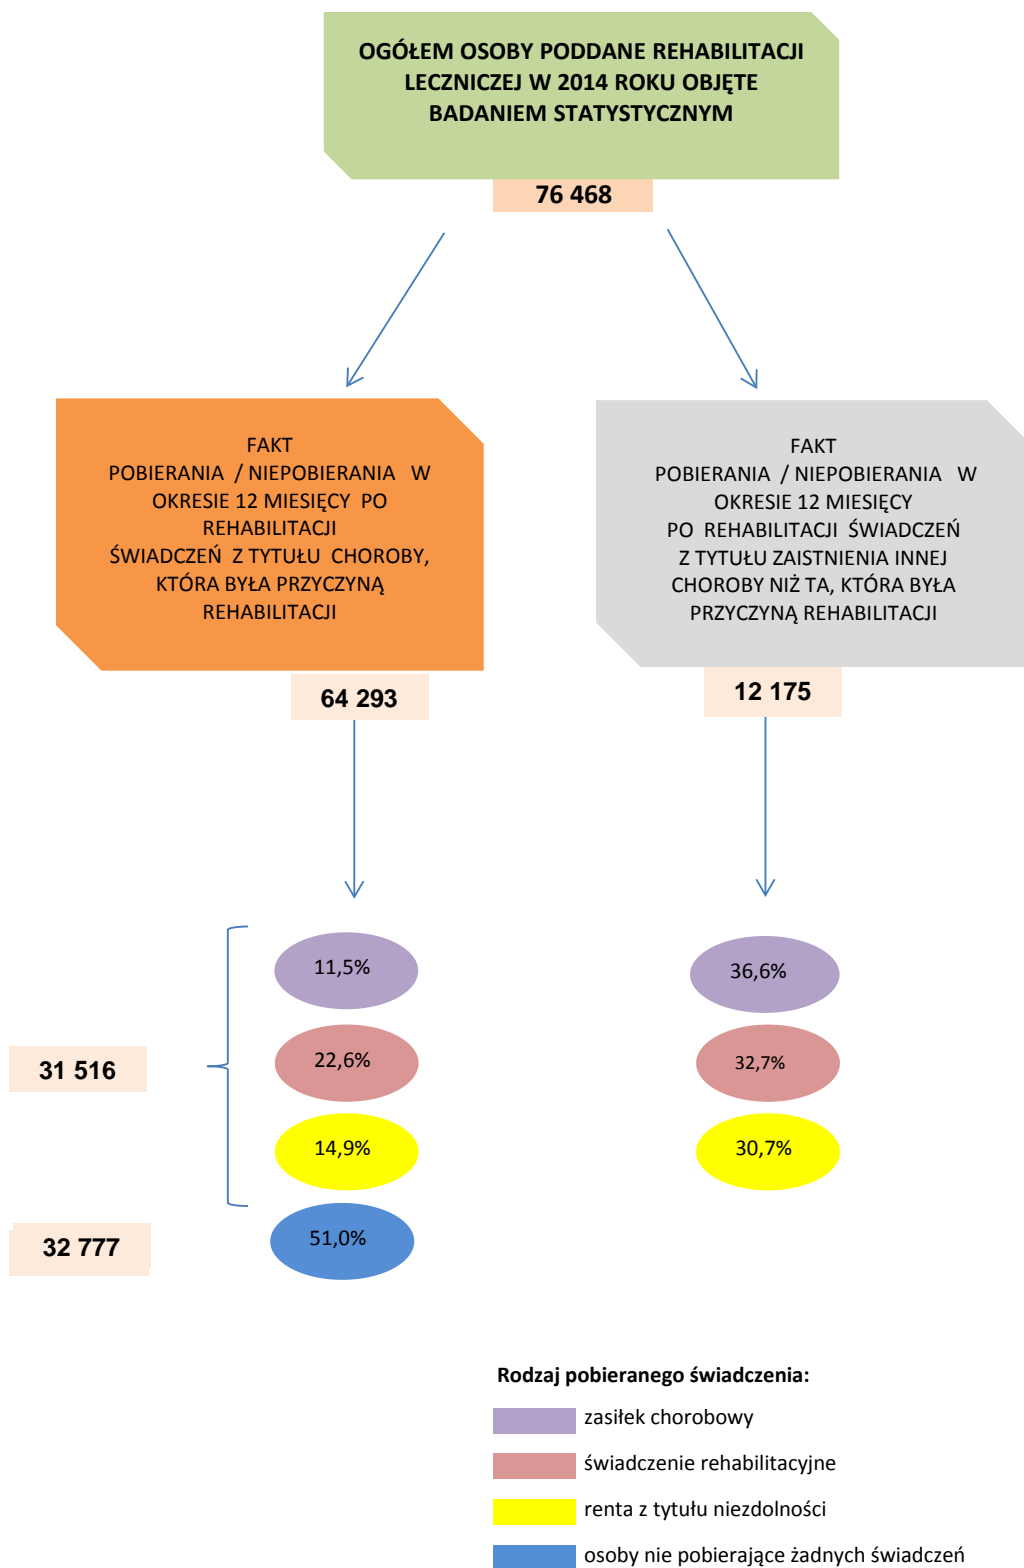 OGÓŁEM OSOBY PODDANE REHABILITACJI
LECZNICZEJ W 2014 ROKU OBJĘTE
BADANIEM STATYSTYCZNYM
76 468
FAKT
POBIERANIA / NIEPOBIERANIA W
OKRESIE 12 MIESIĘCY PO
REHABILITACJI
ŚWIADCZEŃ Z TYTUŁU CHOROBY,
KTÓRA BYŁA PRZYCZYNĄ
REHABILITACJI
64 293
FAKT
POBIERANIA / NIEPOBIERANIA W
OKRESIE 12 MIESIĘCY
PO REHABILITACJI ŚWIADCZEŃ
Z TYTUŁU ZAISTNIENIA INNEJ
CHOROBY NIŻ TA, KTÓRA BYŁA
PRZYCZYNĄ REHABILITACJI
12 175
31 516
11,5%
22,6%
14,9%
32 777
51,0%
36,6%
32,7%
30,7%
Rodzaj pobieranego świadczenia:
zasiłek chorobowy
świadczenie rehabilitacyjne
renta z tytułu niezdolności
osoby nie pobierające żadnych świadczeń